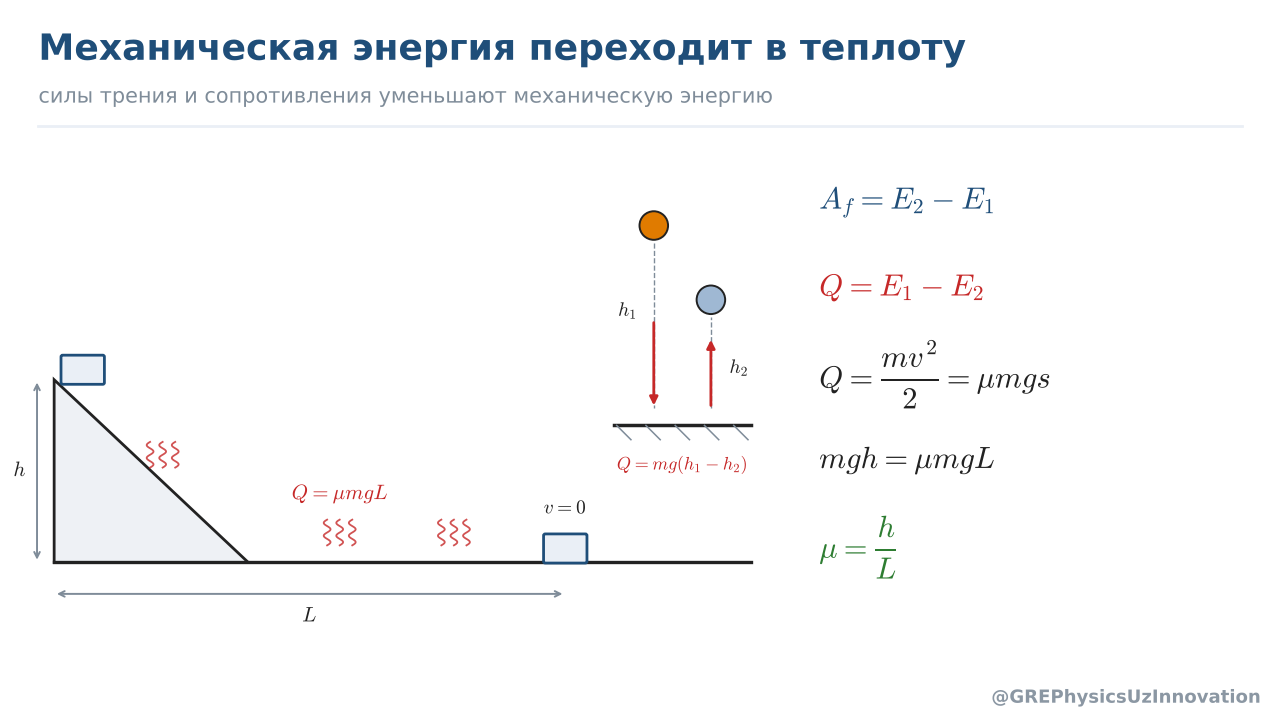 Механическая энергия переходит в теплоту
силы трения и сопротивления уменьшают механическую энергию
A_f = E_2 − E_1
Q = E_1 − E_2
Q = mv^2/2 = μmgs
mgh = μmgL
μ = h/L
h_1
h_2
Q = mg(h_1 − h_2)
h
Q = μmgL
v = 0
L
@GREPhysicsUzInnovation